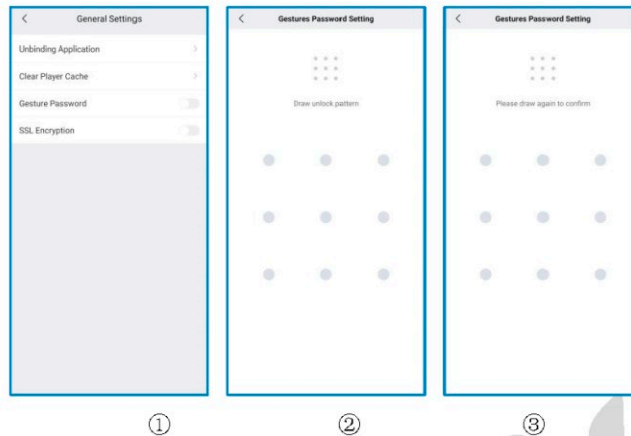 General Settings
Unbinding Application
Clear Player Cache
Gesture Password
SSL Encryption
Gestures Password Setting
Draw unlock pattern
Gestures Password Setting
Please draw again to confirm
① ② ③